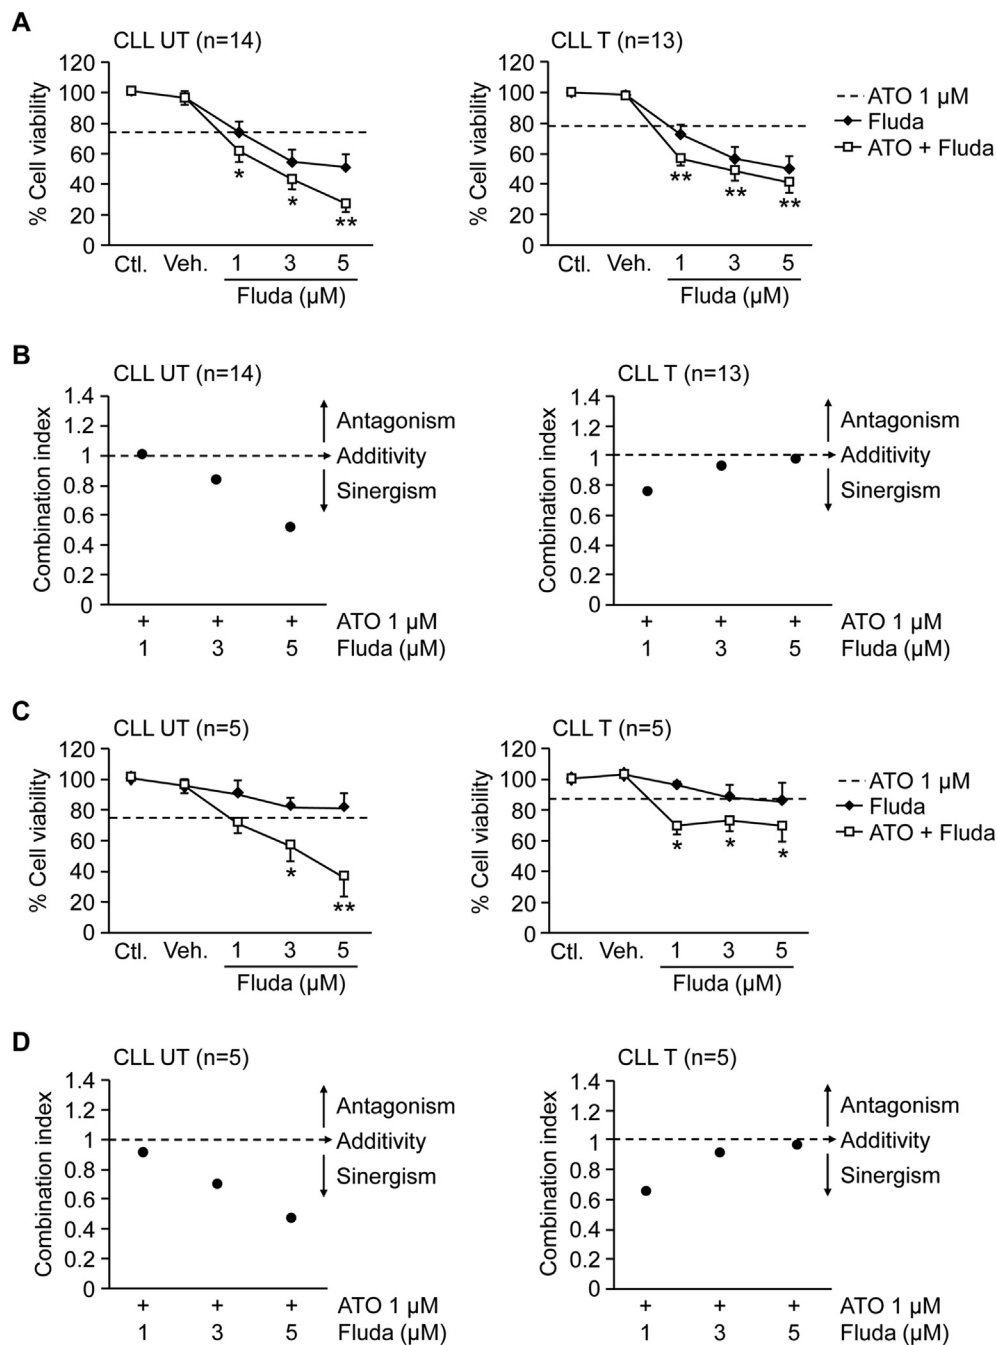 A
CLL UT (n=14)
% Cell viability
120
100
80
60
40
20
0
*
*
**
Ctl. Veh. 1 3 5
Fluda (µM)
CLL T (n=13)
% Cell viability
120
100
80
60
40
20
0
**
**
**
Ctl. Veh. 1 3 5
Fluda (µM)
ATO 1 µM
Fluda
ATO + Fluda
B
CLL UT (n=14)
Combination index
1.4
1.2
1
0.8
0.6
0.4
0.2
0
Antagonism
Additivity
Sinergism
+ + + ATO 1 µM
1 3 5 Fluda (µM)
CLL T (n=13)
Combination index
1.4
1.2
1
0.8
0.6
0.4
0.2
0
Antagonism
Additivity
Sinergism
+ + + ATO 1 µM
1 3 5 Fluda (µM)
C
CLL UT (n=5)
% Cell viability
120
100
80
60
40
20
0
*
**
Ctl. Veh. 1 3 5
Fluda (µM)
CLL T (n=5)
% Cell viability
120
100
80
60
40
20
0
*
*
*
Ctl. Veh. 1 3 5
Fluda (µM)
ATO 1 µM
Fluda
ATO + Fluda
D
CLL UT (n=5)
Combination index
1.4
1.2
1
0.8
0.6
0.4
0.2
0
Antagonism
Additivity
Sinergism
+ + + ATO 1 µM
1 3 5 Fluda (µM)
CLL T (n=5)
Combination index
1.4
1.2
1
0.8
0.6
0.4
0.2
0
Antagonism
Additivity
Sinergism
+ + + ATO 1 µM
1 3 5 Fluda (µM)